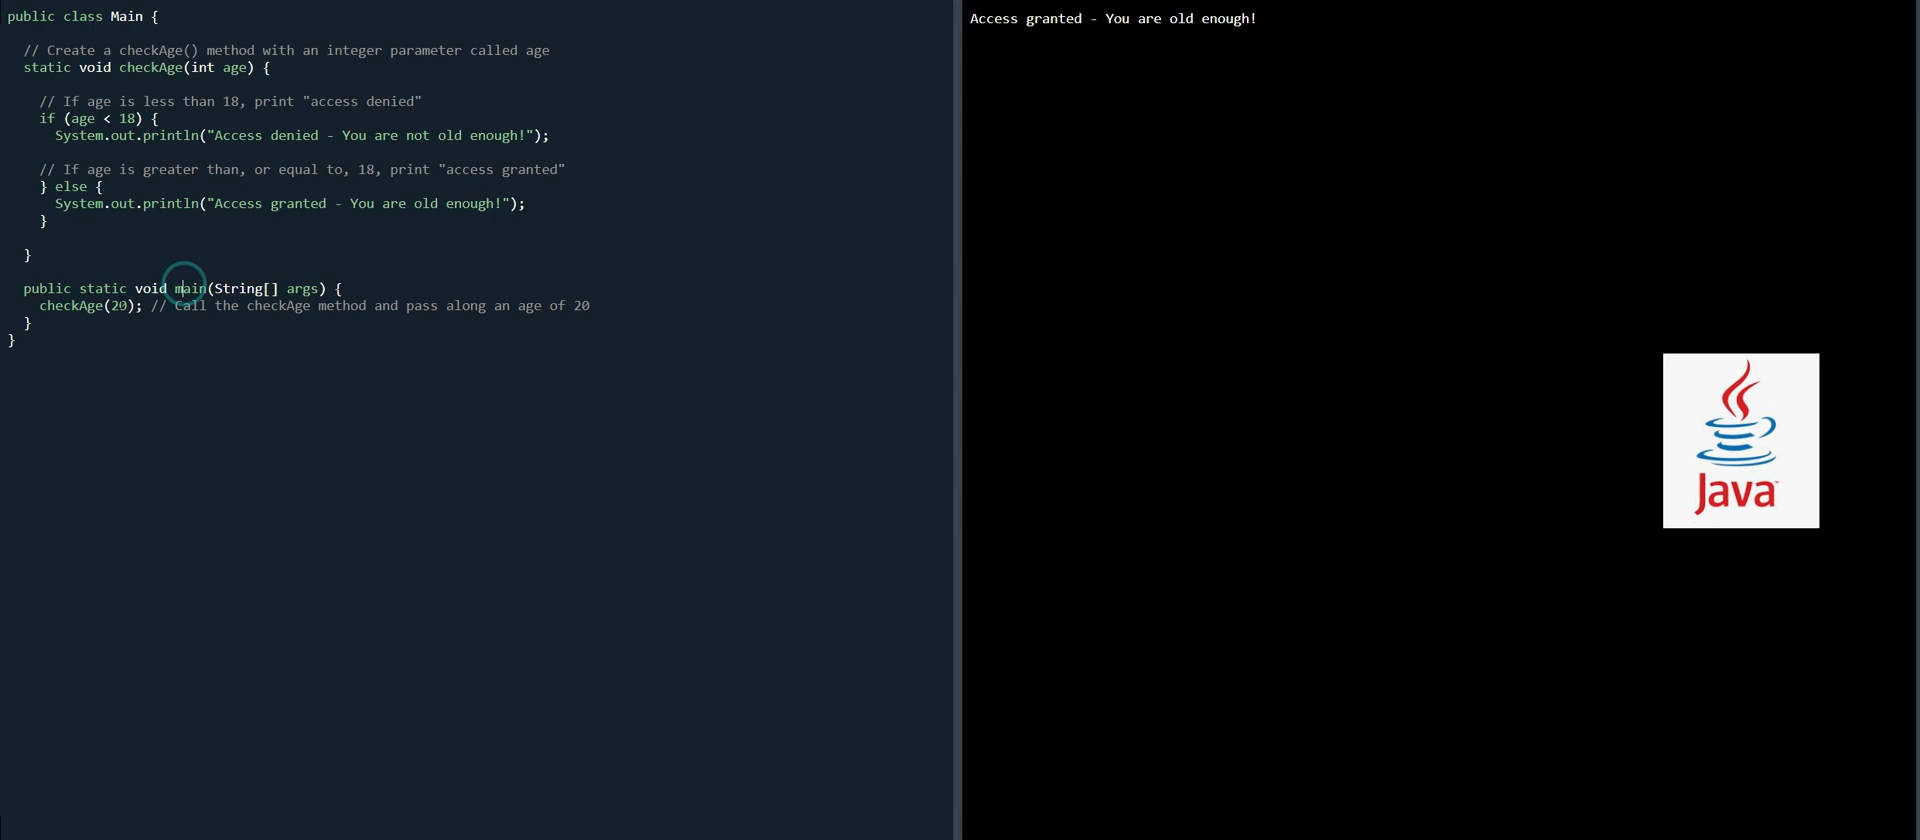 public class Main {
// Create a checkAge() method with an integer parameter called age
static void checkAge(int age) {
// If age is less than 18, print "access denied"
if (age < 18) {
System.out.println("Access denied - You are not old enough!");
// If age is greater than, or equal to, 18, print "access granted"
} else {
System.out.println("Access granted - You are old enough!");
}
}
public static void main(String[] args) {
checkAge(20); // Call the checkAge method and pass along an age of 20
}
}
Access granted - You are old enough!
Java™